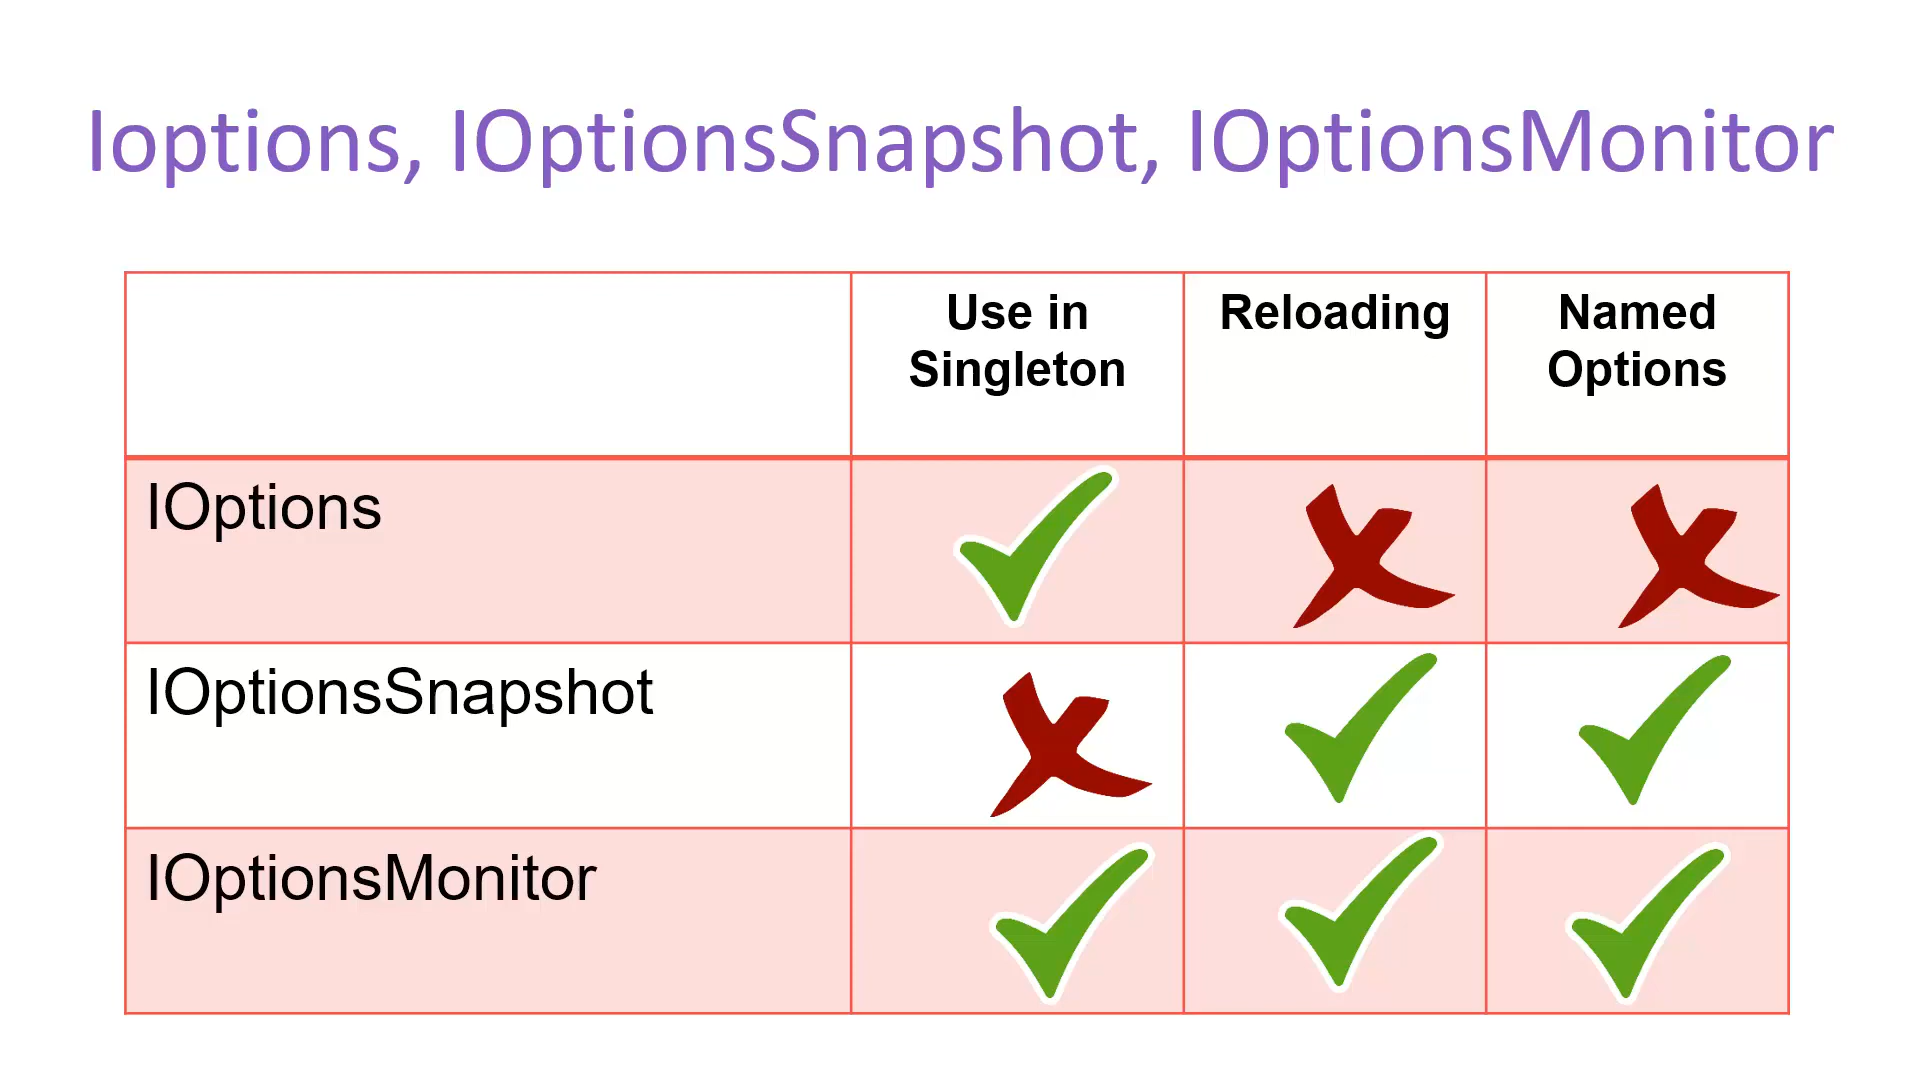 Ioptions, IOptionsSnapshot, IOptionsMonitor
Use in
Singleton
Reloading
Named
Options
IOptions
IOptionsSnapshot
IOptionsMonitor